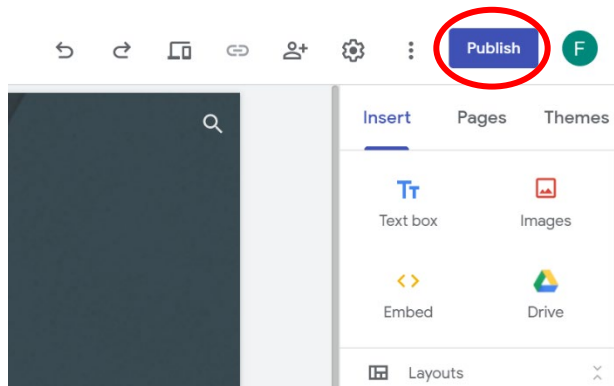 Publish
F
Insert Pages Themes
Tт
Text box Images
Embed Drive
Layouts